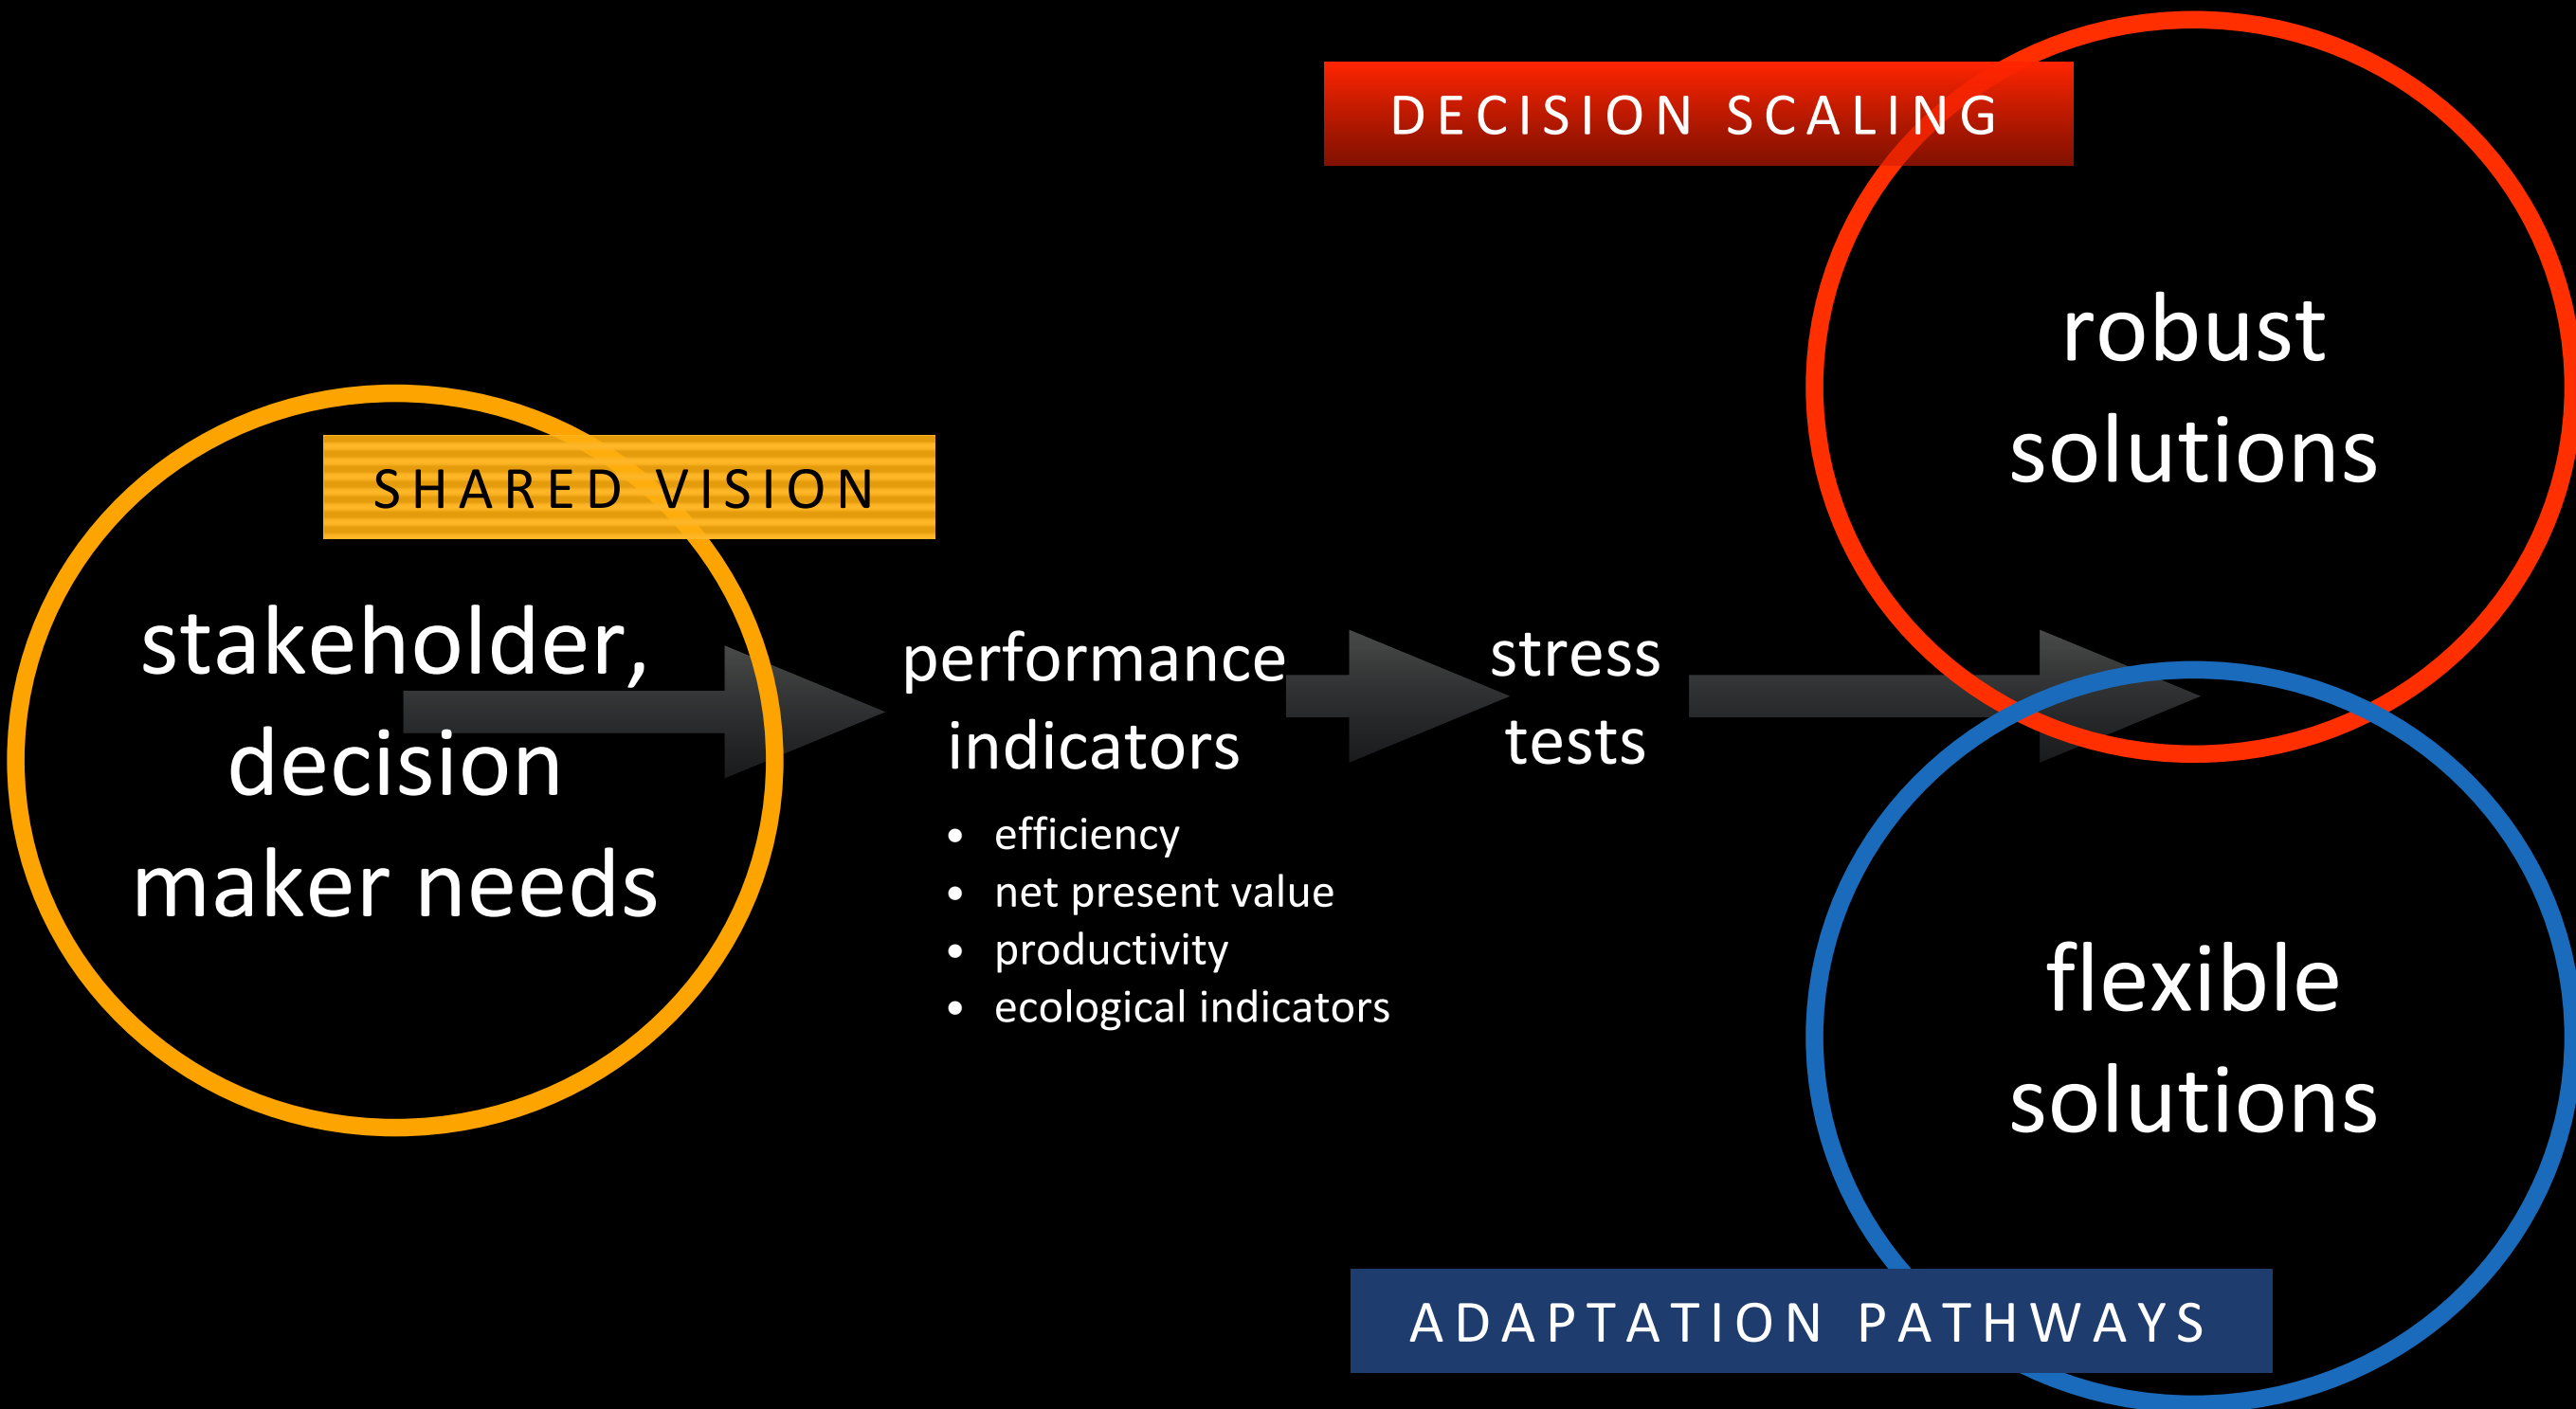 DECISION SCALING
robust
solutions
SHARED VISION
stakeholder,
decision
maker needs
performance
indicators
• efficiency
• net present value
• productivity
• ecological indicators
stress
tests
flexible
solutions
ADAPTATION PATHWAYS